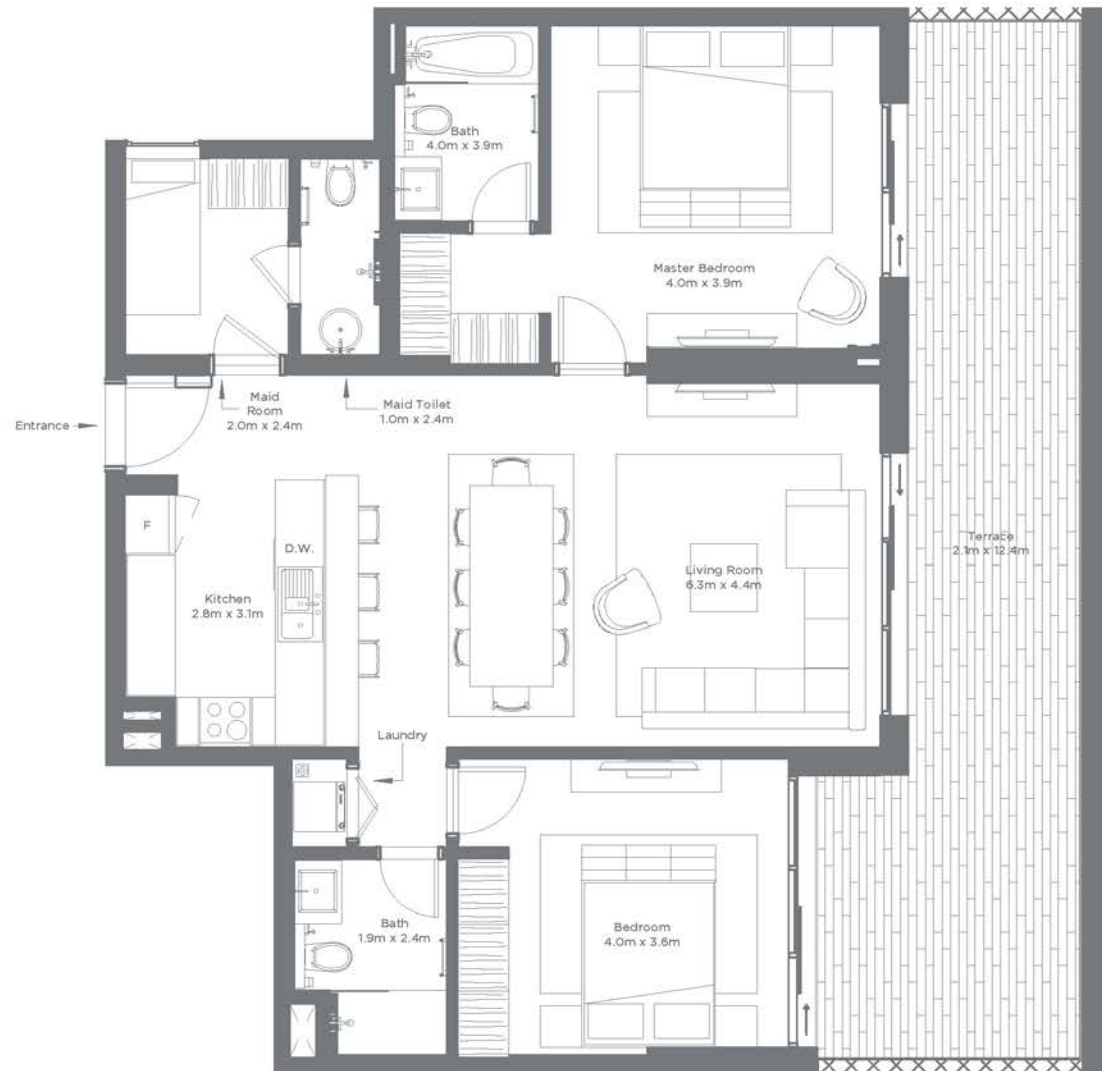 Bath
4.0m x 3.9m
Master Bedroom
4.0m x 3.9m
Maid
Room
2.0m x 2.4m
Maid Toilet
1.0m x 2.4m
Entrance
F
D.W.
Kitchen
2.8m x 3.1m
Living Room
6.3m x 4.4m
Terrace
2.1m x 12.4m
Laundry
Bath
1.9m x 2.4m
Bedroom
4.0m x 3.6m